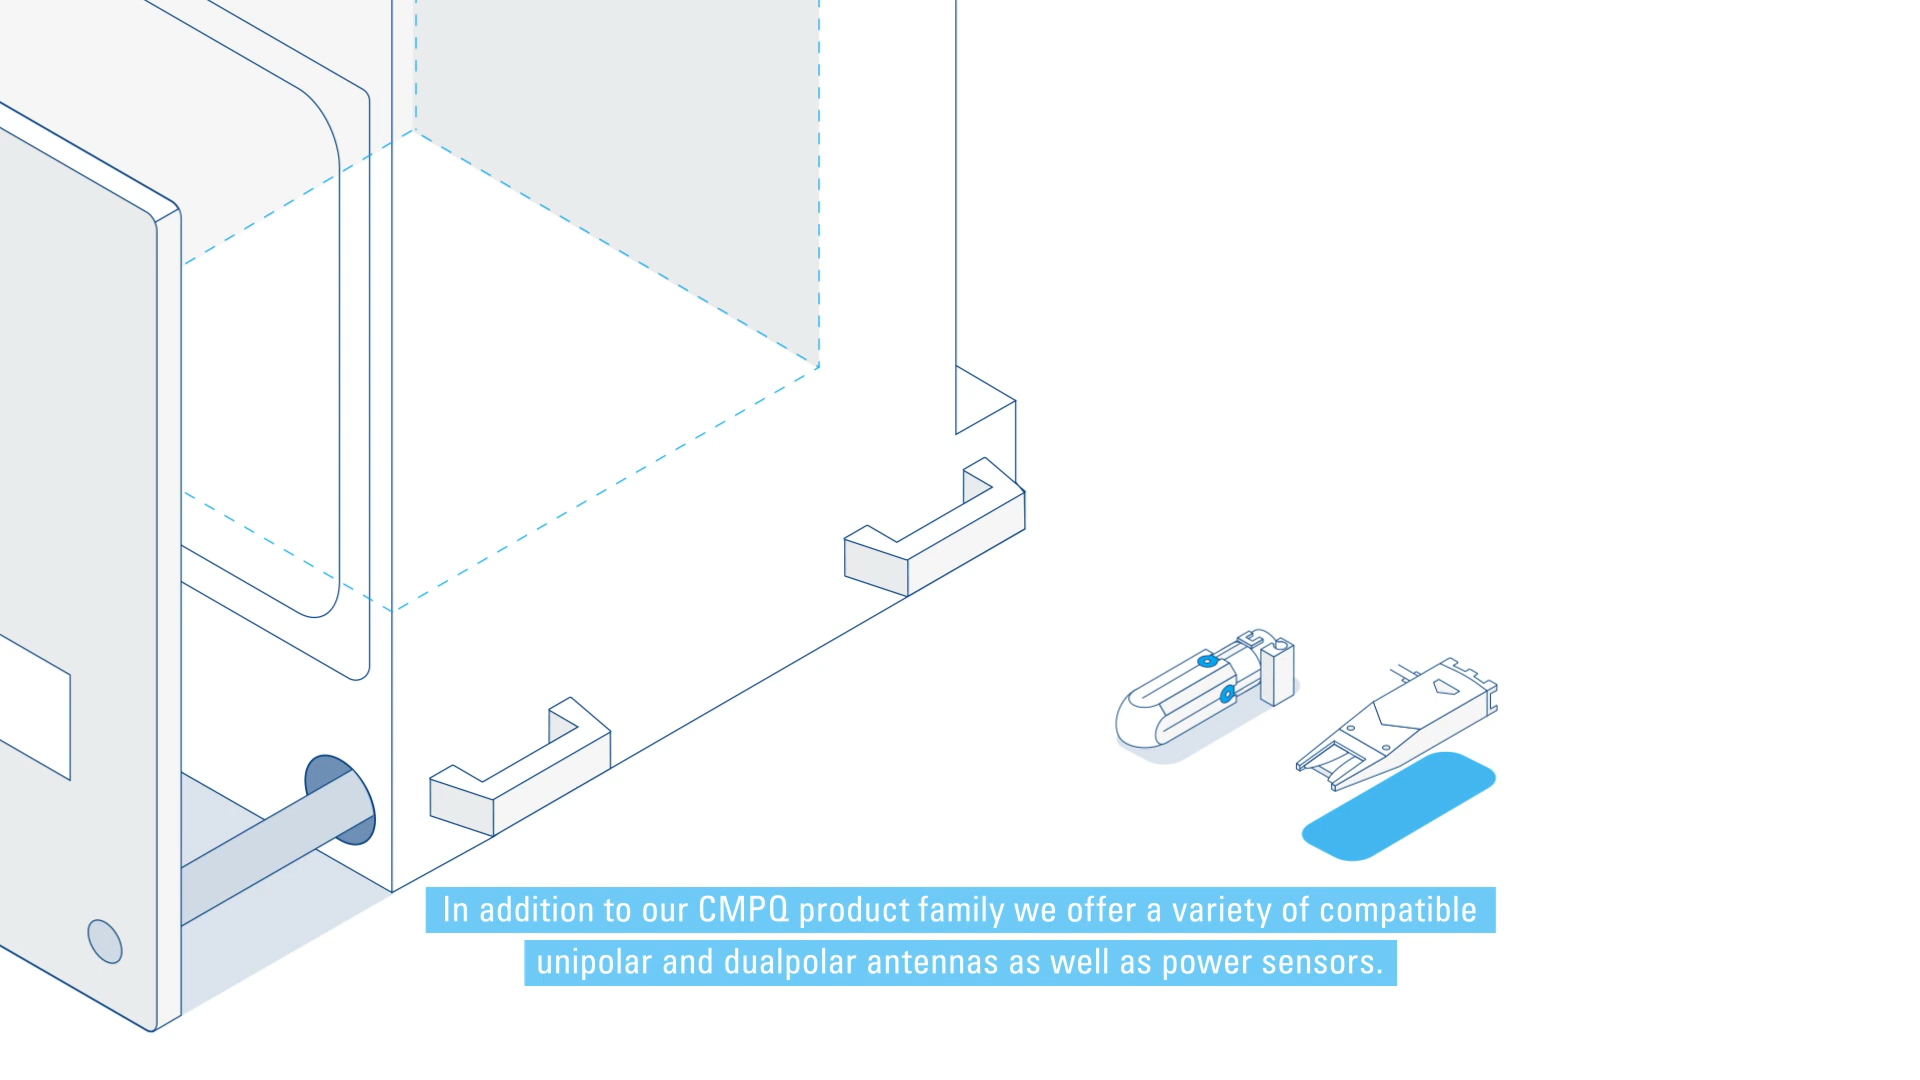 In addition to our CMPQ product family we offer a variety of compatible
unipolar and dualpolar antennas as well as power sensors.